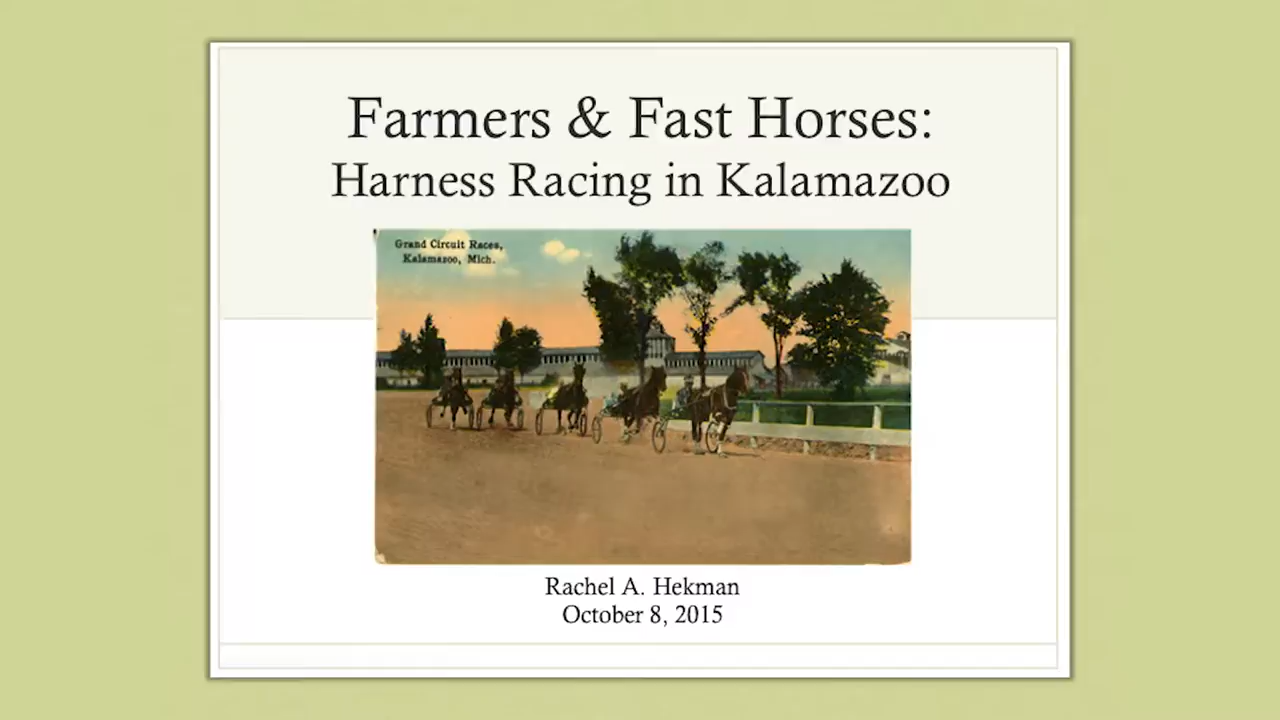 Farmers & Fast Horses:
Harness Racing in Kalamazoo
Grand Circuit Races,
Kalamazoo, Mich.
Rachel A. Hekman
October 8, 2015